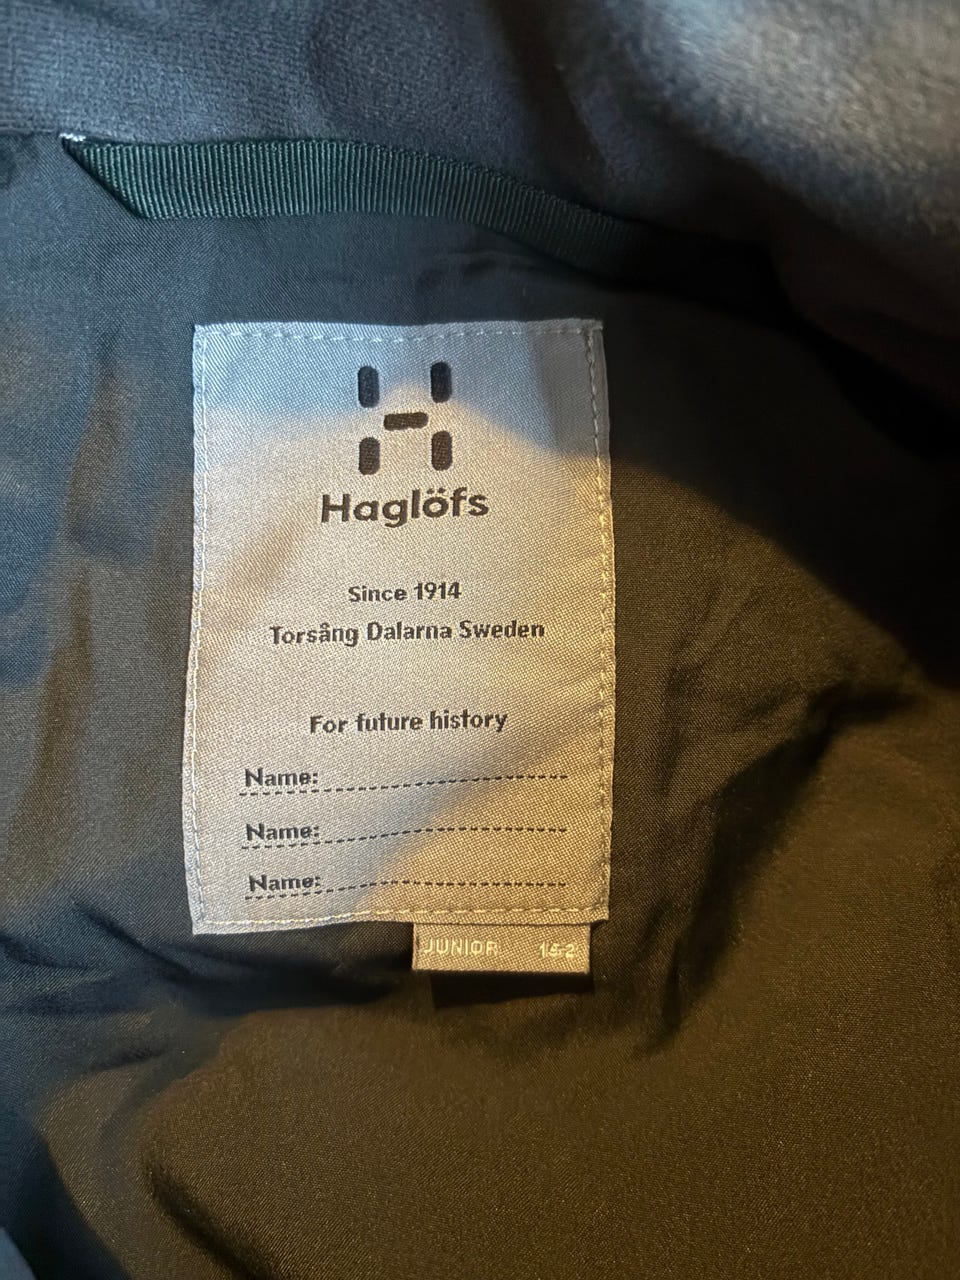 Haglöfs
Since 1914
Torsång Dalarna Sweden
For future history
Name:
Name:
Name:
JUNIOR 152